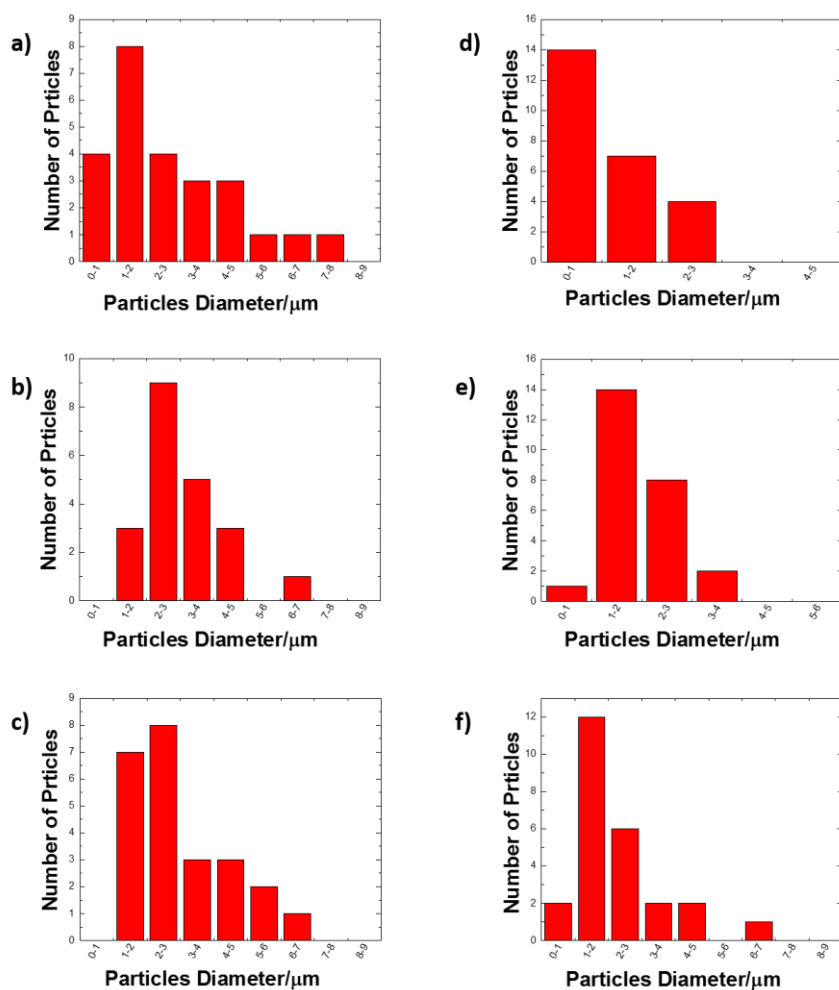 a)
Number of Prticles
9
8
7
6
5
4
3
2
1
0
0-1 1-2 2-3 3-4 4-5 5-6 6-7 7-8 8-9
Particles Diameter/μm
d)
Number of Prticles
16
14
12
10
8
6
4
2
0
0-1 1-2 2-3 3-4 4-5
Particles Diameter/μm
b)
Number of Prticles
10
8
6
4
2
0
0-1 1-2 2-3 3-4 4-5 5-6 6-7 7-8 8-9
Particles Diameter/μm
e)
Number of Prticles
16
14
12
10
8
6
4
2
0
0-1 1-2 2-3 3-4 4-5 5-6
Particles Diameter/μm
c)
Number of Prticles
9
8
7
6
5
4
3
2
1
0
0-1 1-2 2-3 3-4 4-5 5-6 6-7 7-8 8-9
Particles Diameter/μm
f)
Number of Prticles
12
10
8
6
4
2
0
0-1 1-2 2-3 3-4 4-5 5-6 6-7 7-8 8-9
Particles Diameter/μm